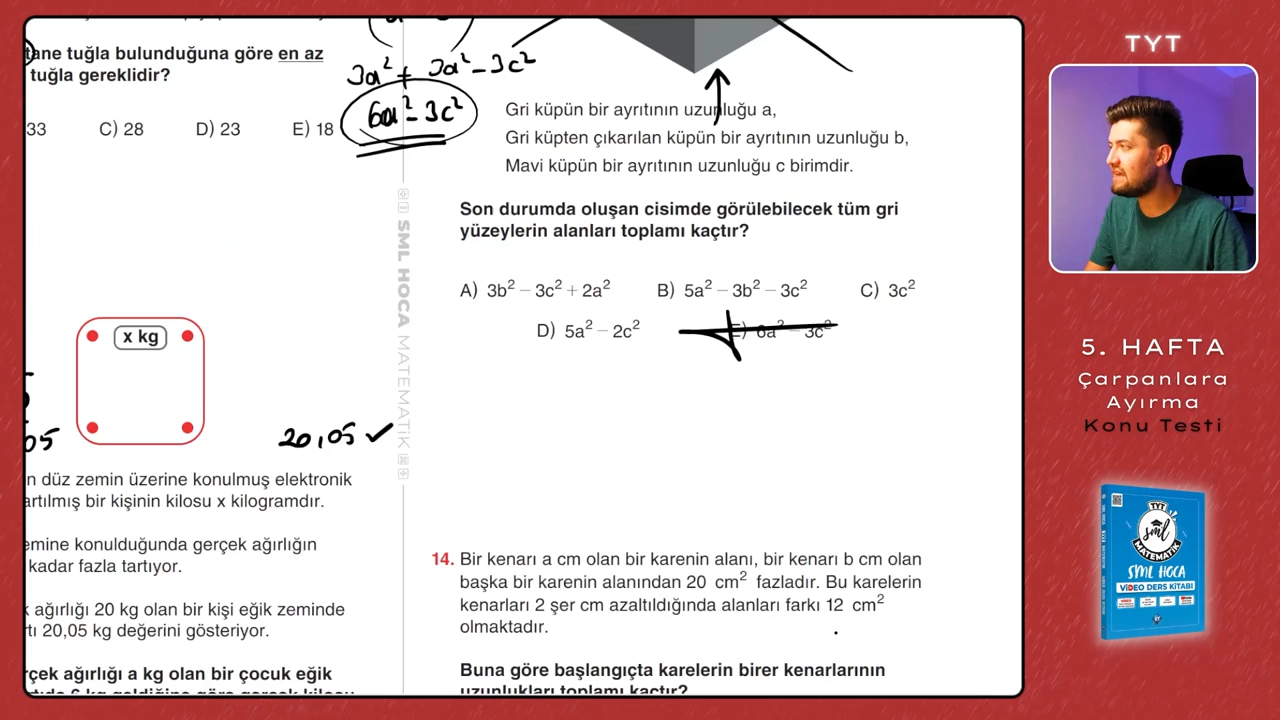 tane tuğla bulunduğuna göre en az
tuğla gereklidir?
33 C) 28 D) 23 E) 18
x kg
20,05 ✓
05
n düz zemin üzerine konulmuş elektronik
artılmış bir kişinin kilosu x kilogramdır.
emine konulduğunda gerçek ağırlığın
kadar fazla tartıyor.
k ağırlığı 20 kg olan bir kişi eğik zeminde
rtı 20,05 kg değerini gösteriyor.
rçek ağırlığı a kg olan bir çocuk eğik
3a² + 3a² - 3c²
6a² - 3c²
SML HOCA MATEMATİK
Gri küpün bir ayrıtının uzunluğu a,
Gri küpten çıkarılan küpün bir ayrıtının uzunluğu b,
Mavi küpün bir ayrıtının uzunluğu c birimdir.
Son durumda oluşan cisimde görülebilecek tüm gri
yüzeylerin alanları toplamı kaçtır?
A) 3b² – 3c² + 2a² B) 5a² – 3b² – 3c² C) 3c²
D) 5a² – 2c² E) 6a² – 3c²
14. Bir kenarı a cm olan bir karenin alanı, bir kenarı b cm olan
başka bir karenin alanından 20 cm² fazladır. Bu karelerin
kenarları 2 şer cm azaltıldığında alanları farkı 12 cm²
olmaktadır.
Buna göre başlangıçta karelerin birer kenarlarının
uzunlukları toplamı kaçtır?
TYT
5. HAFTA
Çarpanlara
Ayırma
Konu Testi
TYT
sml
MATEMATİK
SML HOCA
VİDEO DERS KİTABI